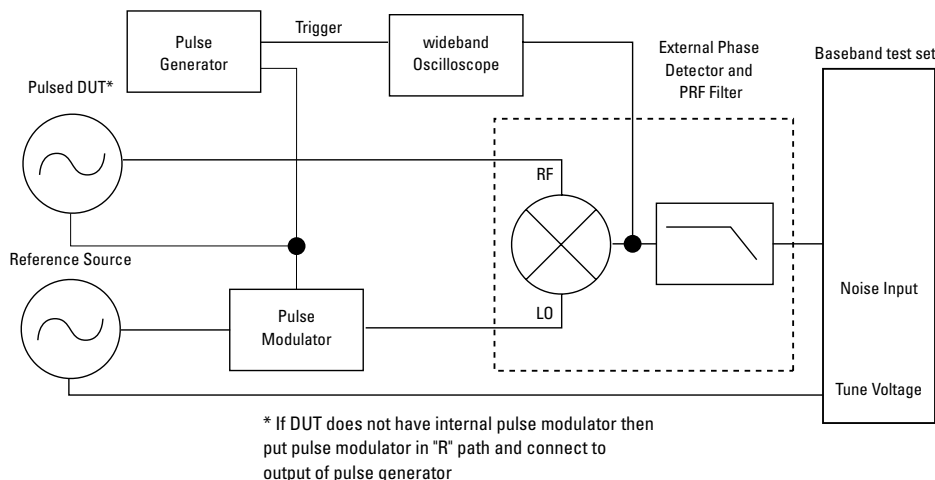 Pulse
Generator
Trigger
wideband
Oscilloscope
External Phase
Detector and
PRF Filter
Baseband test set
Pulsed DUT*
RF
Reference Source
Pulse
Modulator
LO
Noise Input
Tune Voltage
* If DUT does not have internal pulse modulator then
put pulse modulator in "R" path and connect to
output of pulse generator